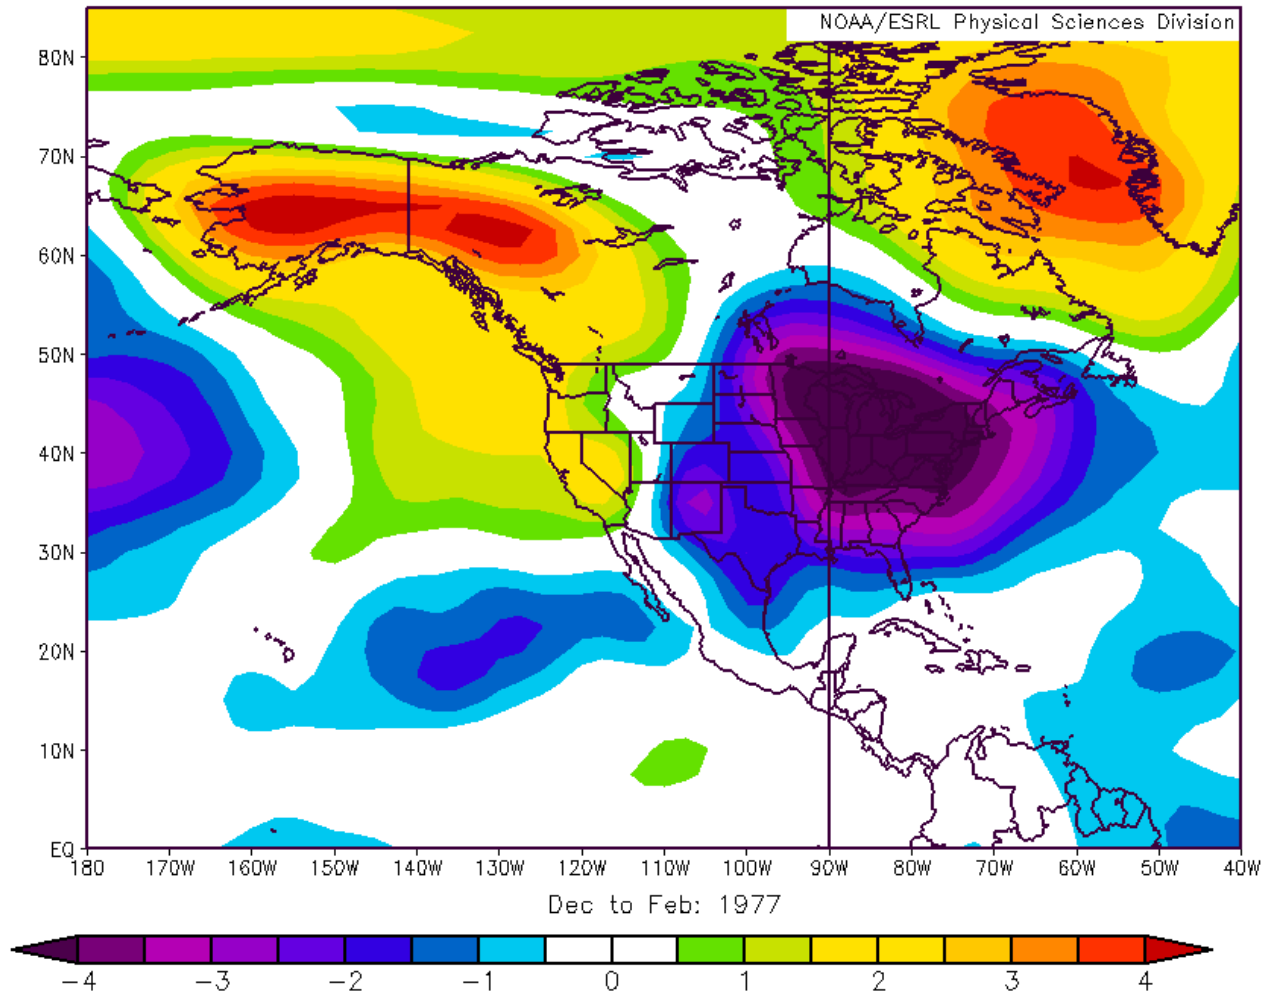 NOAA/ESRL Physical Sciences Division
80N
70N
60N
50N
40N
30N
20N
10N
EQ
180 170W 160W 150W 140W 130W 120W 110W 100W 90W 80W 70W 60W 50W 40W
Dec to Feb: 1977
-4 -3 -2 -1 0 1 2 3 4